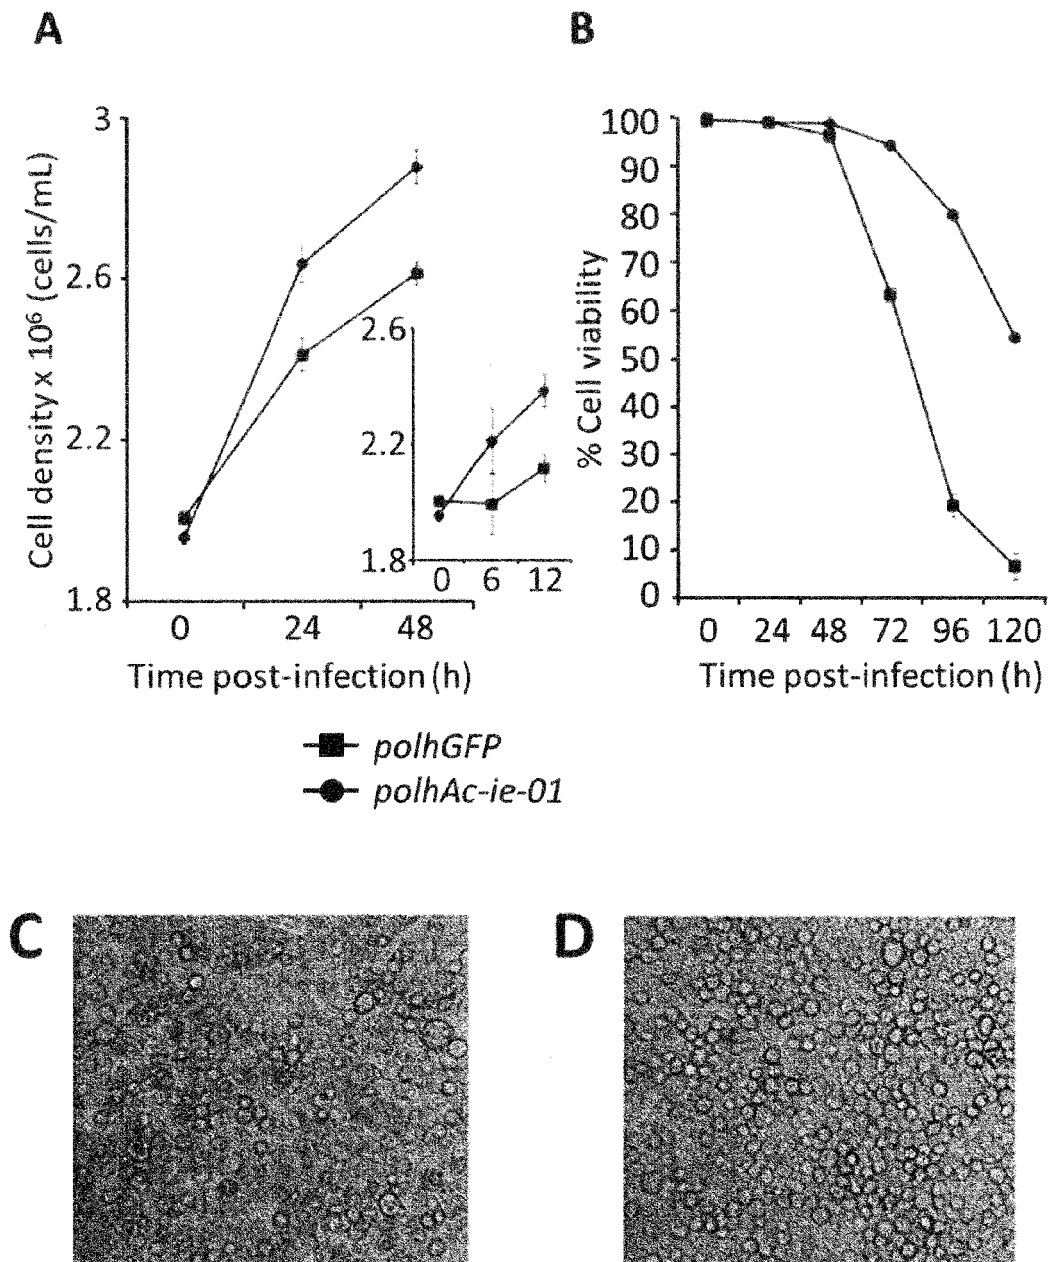 A
B
Cell density x 10⁶ (cells/mL)
3
2.6
2.2
1.8
0 24 48
Time post-infection (h)
2.6
2.2
1.8
0 6 12
% Cell viability
100
90
80
70
60
50
40
30
20
10
0
0 24 48 72 96 120
Time post-infection (h)
polhGFP
polhAc-ie-01
C
D